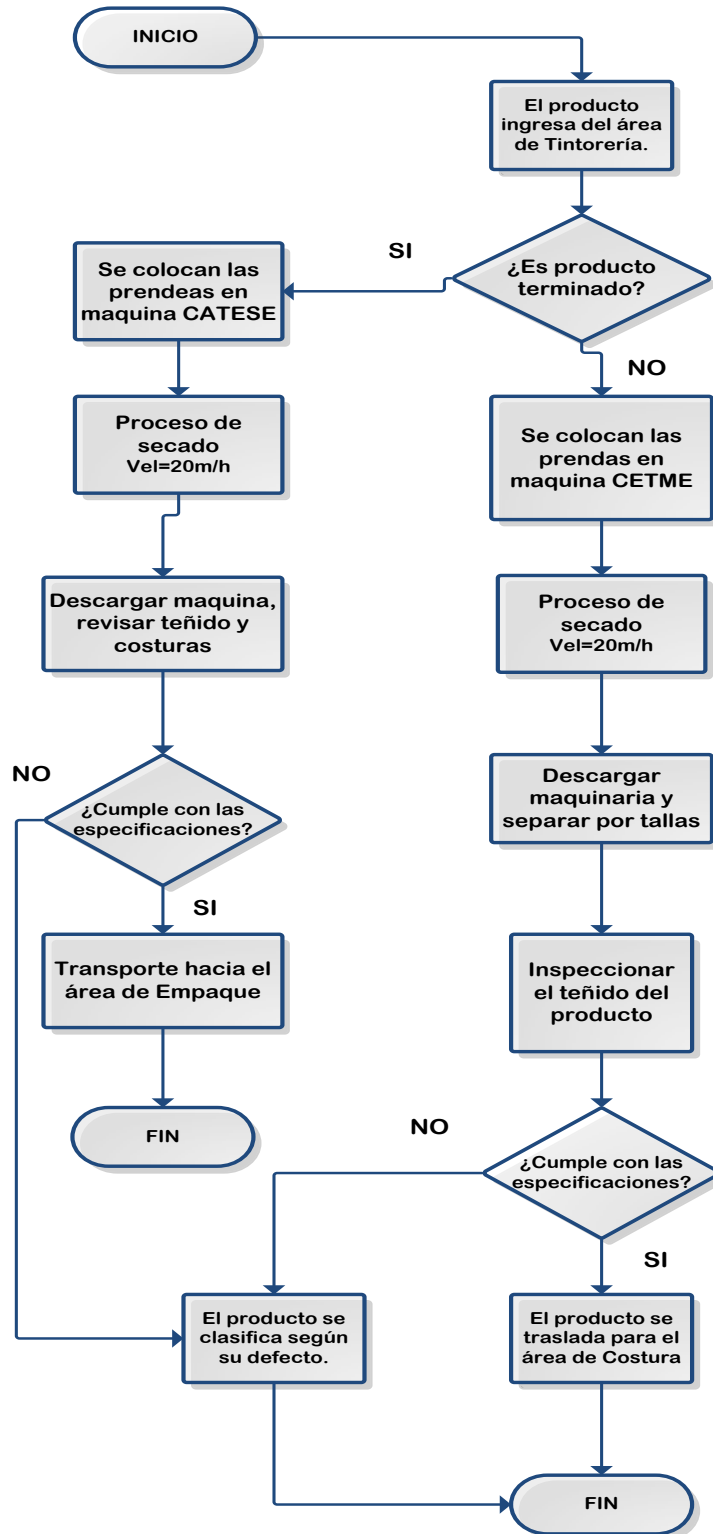 INICIO
El producto
ingresa del área
de Tintorería.
¿Es producto
terminado?
SI
Se colocan las
prendeas en
maquina CATESE
NO
Proceso de
secado
Vel=20m/h
Se colocan las
prendas en
maquina CETME
Descargar maquina,
revisar teñido y
costuras
Proceso de
secado
Vel=20m/h
NO
¿Cumple con las
especificaciones?
Descargar
maquinaria y
separar por tallas
SI
Transporte hacia el
área de Empaque
Inspeccionar
el teñido del
producto
FIN
NO
¿Cumple con las
especificaciones?
SI
El producto se
clasifica según
su defecto.
El producto se
traslada para el
área de Costura
FIN